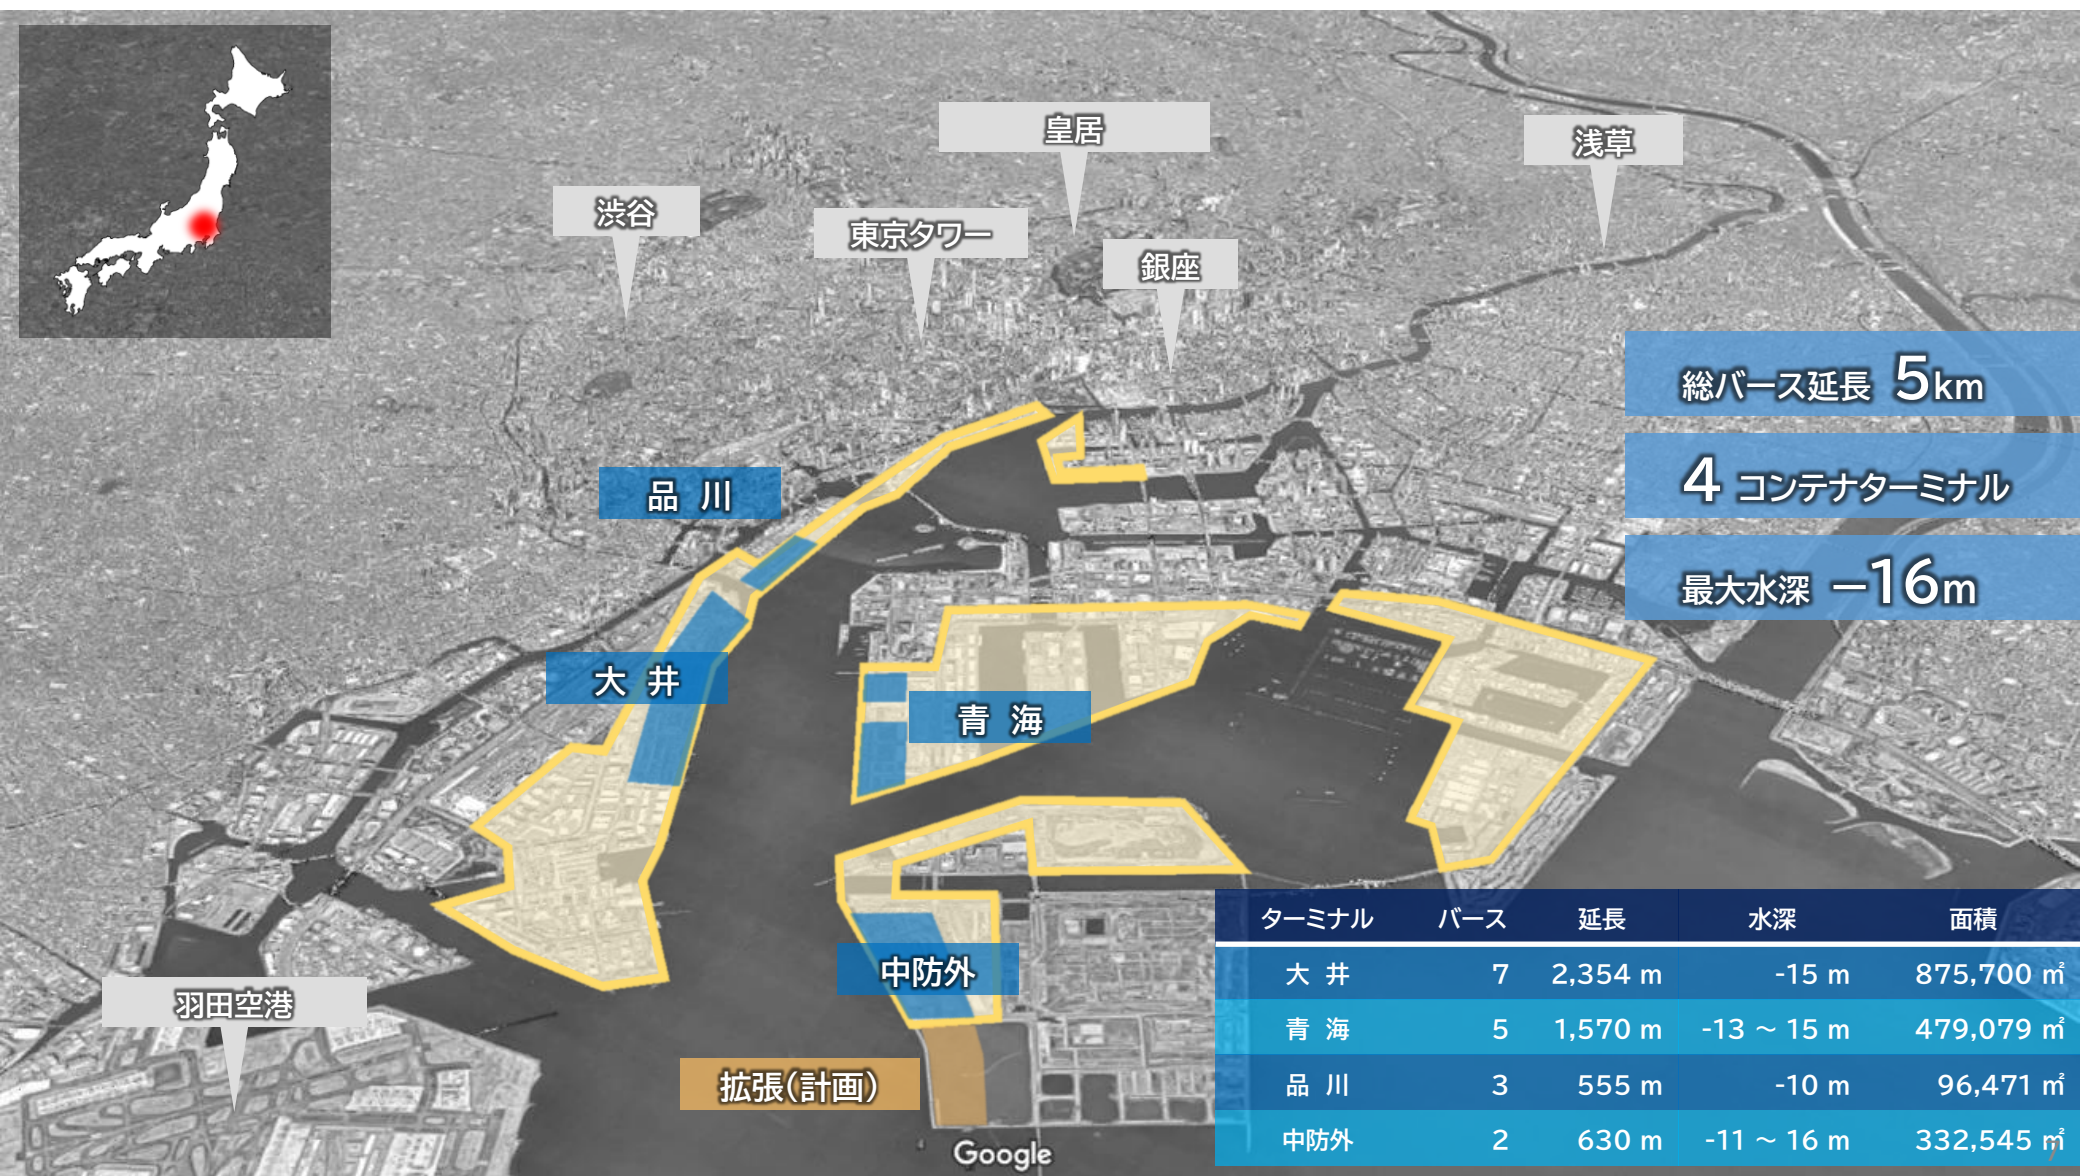 皇居
浅草
渋谷
東京タワー
銀座
総バース延長 5km
4 コンテナターミナル
最大水深 －16m
品 川
大 井
青 海
中防外
羽田空港
拡張（計画）
Google
ターミナル バース 延長 水深 面積
大 井 7 2,354 m -15 m 875,700 ㎡
青 海 5 1,570 m -13 ～ 15 m 479,079 ㎡
品 川 3 555 m -10 m 96,471 ㎡
中防外 2 630 m -11 ～ 16 m 332,545 ㎡
7